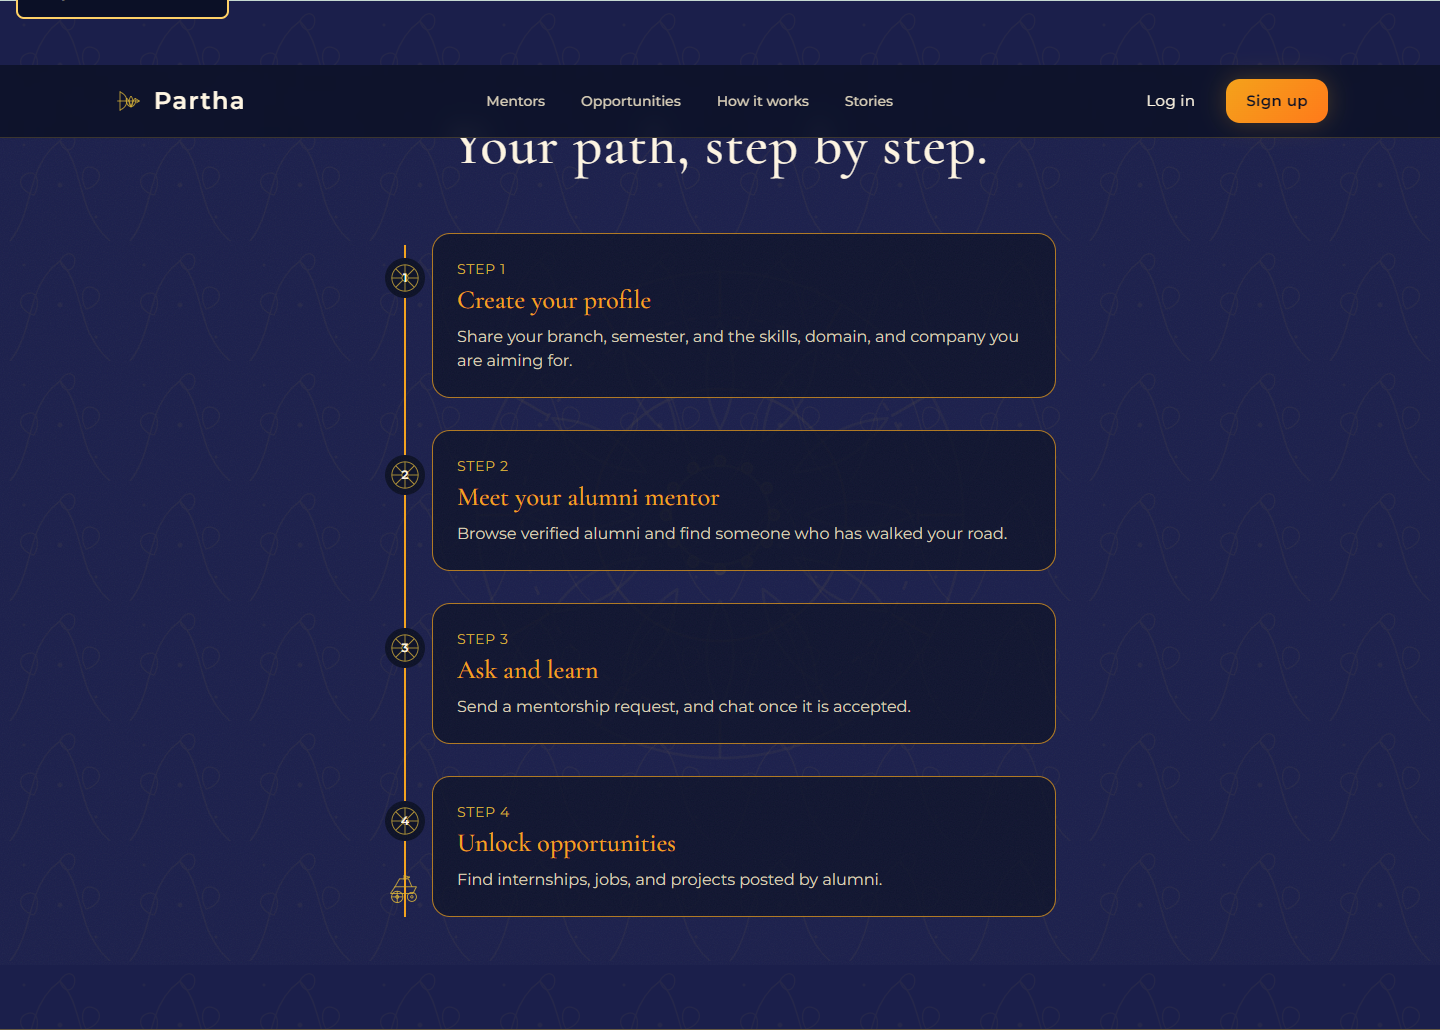 Partha
Mentors
Opportunities
How it works
Stories
Log in
Sign up
Your path, step by step.
1
STEP 1
Create your profile
Share your branch, semester, and the skills, domain, and company you
are aiming for.
2
STEP 2
Meet your alumni mentor
Browse verified alumni and find someone who has walked your road.
3
STEP 3
Ask and learn
Send a mentorship request, and chat once it is accepted.
4
STEP 4
Unlock opportunities
Find internships, jobs, and projects posted by alumni.